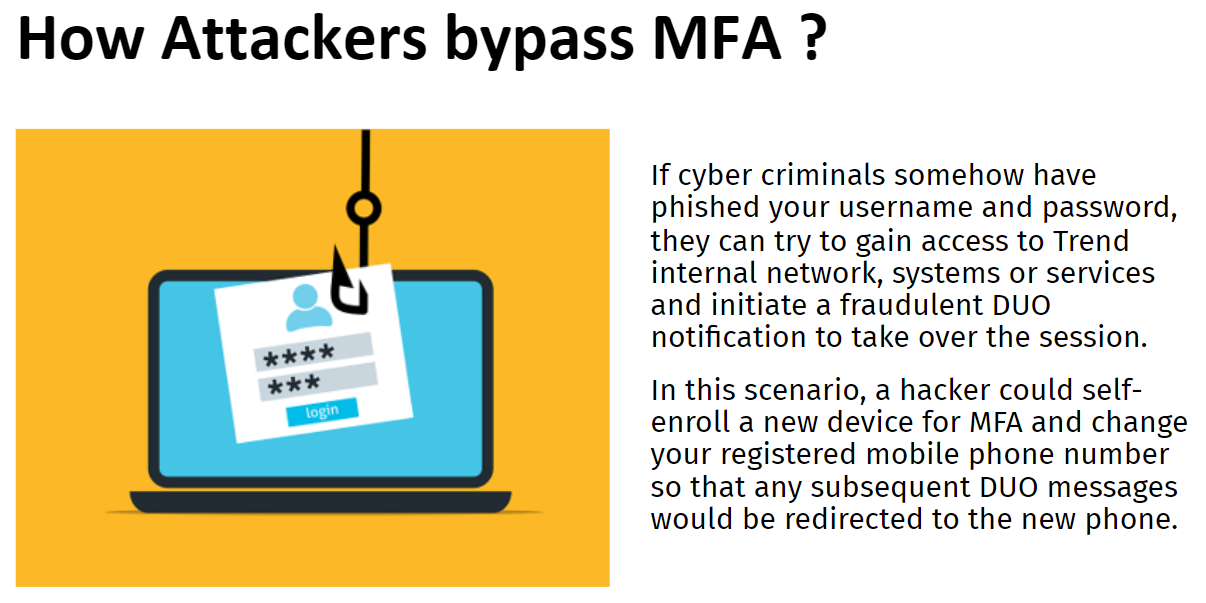 How Attackers bypass MFA ?
****
***
login
If cyber criminals somehow have
phished your username and password,
they can try to gain access to Trend
internal network, systems or services
and initiate a fraudulent DUO
notification to take over the session.
In this scenario, a hacker could self-
enroll a new device for MFA and change
your registered mobile phone number
so that any subsequent DUO messages
would be redirected to the new phone.